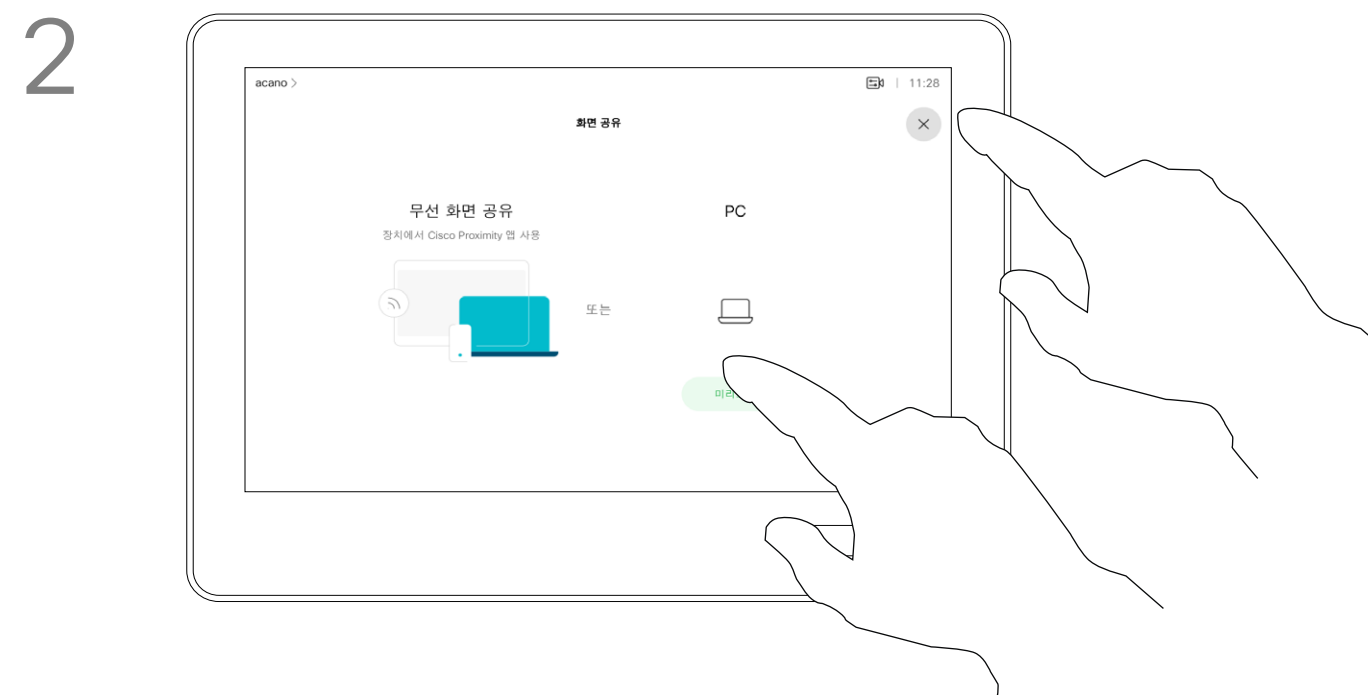 2
acano >
11:28
화면 공유
무선 화면 공유
장치에서 Cisco Proximity 앱 사용
PC
또는